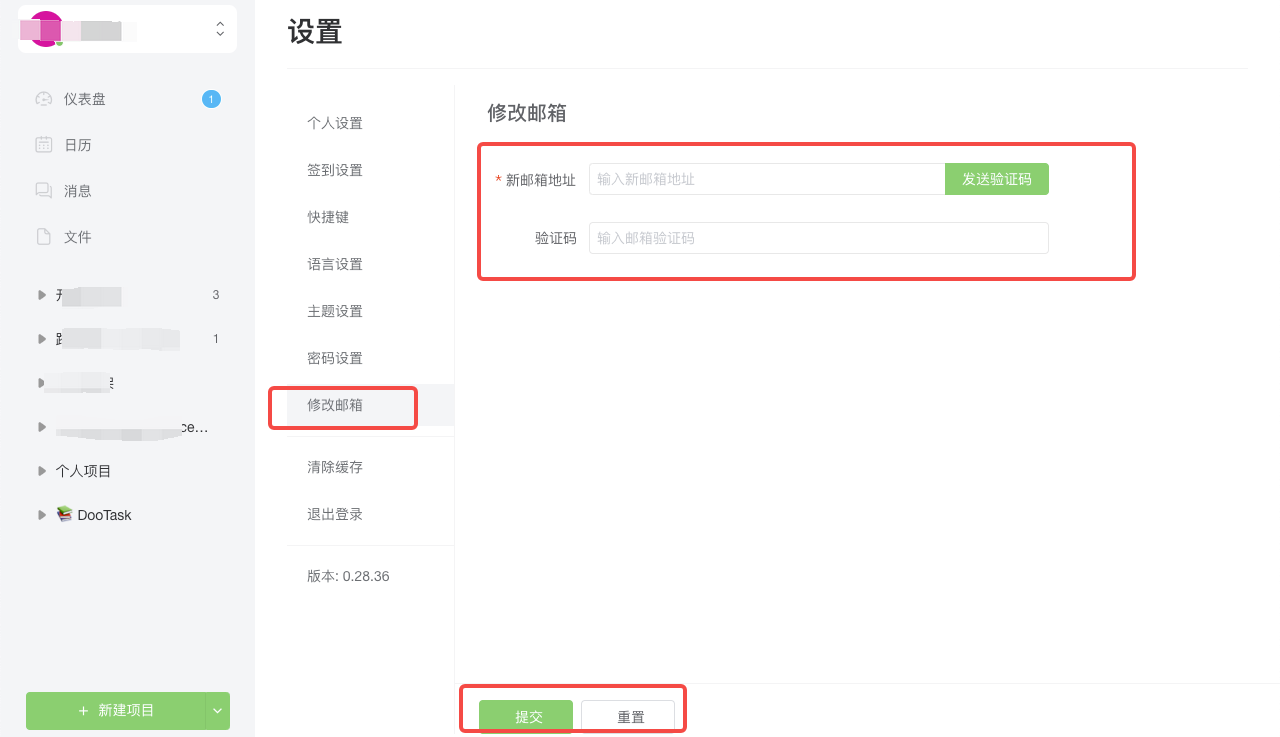 仪表盘 1
日历
消息
文件
3
1
ce...
个人项目
DooTask
+ 新建项目
设置
个人设置
签到设置
快捷键
语言设置
主题设置
密码设置
修改邮箱
清除缓存
退出登录
版本: 0.28.36
修改邮箱
* 新邮箱地址 输入新邮箱地址 发送验证码
验证码 输入邮箱验证码
提交 重置